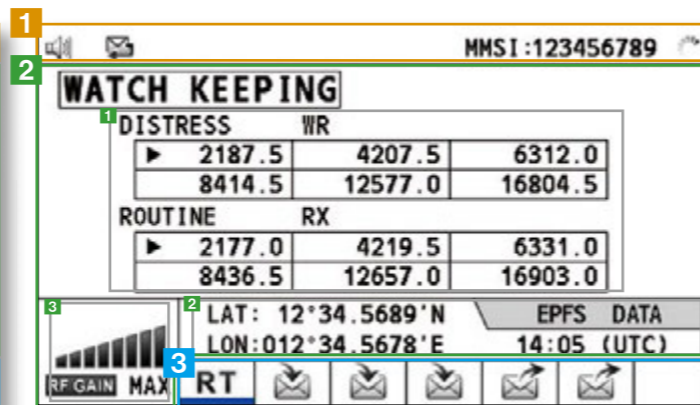 1
MMSI:123456789
2
WATCH KEEPING
1
DISTRESS WR
▶ 2187.5 4207.5 6312.0
8414.5 12577.0 16804.5
ROUTINE RX
▶ 2177.0 4219.5 6331.0
8436.5 12657.0 16903.0
3
2
LAT: 12°34.5689'N EPFS DATA
LON:012°34.5678'E 14:05 (UTC)
RF GAIN MAX
3
RT